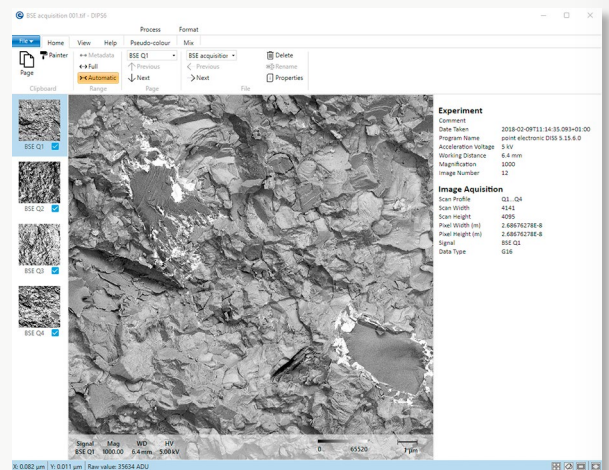 BSE acquisition 001.tif - DIPS6
Process Format
File Home View Help Pseudo-colour Mix
Page
Painter
Clipboard
Metadata
Full
Automatic
Range
BSE Q1
Previous
Next
Page
BSE acquisitior
Previous
Next
Delete
Rename
Properties
File
BSE Q1
BSE Q2
BSE Q3
BSE Q4
Signal Mag WD HV
BSE Q1 1000.00 6.4 mm 5.00 kV
0 65520 1 µm
Experiment
Comment
Date Taken 2018-02-09T11:14:35.093+01:00
Program Name point electronic DISS 5.15.6.0
Acceleration Voltage 5 kV
Working Distance 6.4 mm
Magnification 1000
Image Number 12
Image Aquisition
Scan Profile Q1...Q4
Scan Width 4141
Scan Height 4095
Pixel Width (m) 2.68676278E-8
Pixel Height (m) 2.68676278E-8
Signal BSE Q1
Data Type G16
X: 0.082 µm Y: 0.011 µm Raw value: 35634 ADU